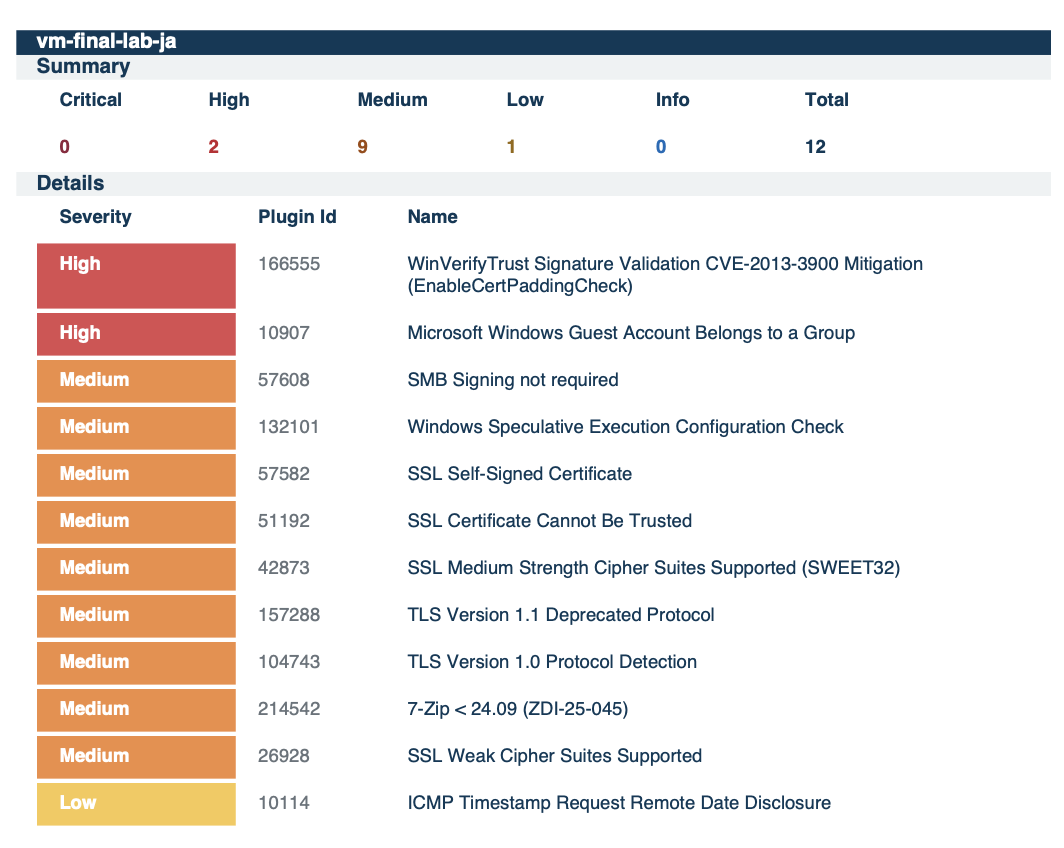 vm-final-lab-ja
Summary
Critical High Medium Low Info Total
0 2 9 1 0 12
Details
Severity Plugin Id Name
High 166555 WinVerifyTrust Signature Validation CVE-2013-3900 Mitigation
(EnableCertPaddingCheck)
High 10907 Microsoft Windows Guest Account Belongs to a Group
Medium 57608 SMB Signing not required
Medium 132101 Windows Speculative Execution Configuration Check
Medium 57582 SSL Self-Signed Certificate
Medium 51192 SSL Certificate Cannot Be Trusted
Medium 42873 SSL Medium Strength Cipher Suites Supported (SWEET32)
Medium 157288 TLS Version 1.1 Deprecated Protocol
Medium 104743 TLS Version 1.0 Protocol Detection
Medium 214542 7-Zip < 24.09 (ZDI-25-045)
Medium 26928 SSL Weak Cipher Suites Supported
Low 10114 ICMP Timestamp Request Remote Date Disclosure